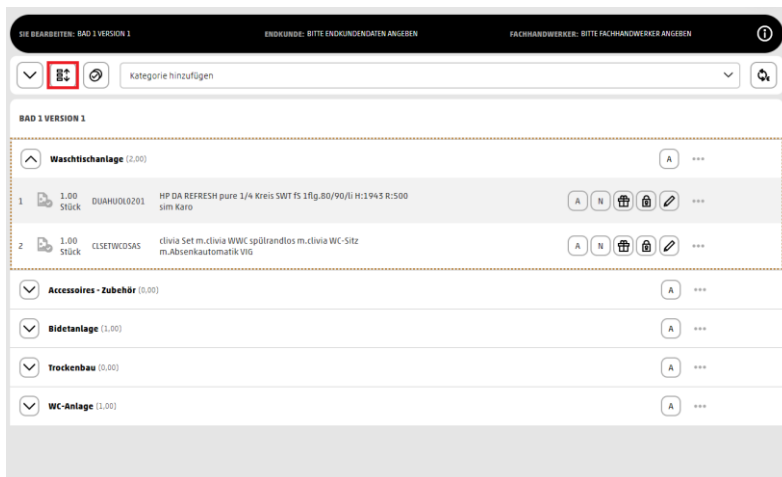 SIE BEARBEITEN: BAD 1 VERSION 1 ENDKUNDE: BITTE ENDKUNDENDATEN ANGEBEN FACHHANDWERKER: BITTE FACHHANDWERKER ANGEBEN
Kategorie hinzufügen
BAD 1 VERSION 1
Waschtischanlage (2,00) A
1 1.00 Stück DUAHUOL0201 HP DA REFRESH pure 1/4 Kreis SWT fS 1flg.80/90/li H:1943 R:500 A N
sim Karo
2 1.00 Stück CLSETWCOSAS clivia Set m.clivia WWC spülrandlos m.clivia WC-Sitz A N
m.Absenkautomatik VIG
Accessoires - Zubehör (0,00) A
Bidetanlage (1,00) A
Trockenbau (0,00) A
WC-Anlage (1,00) A